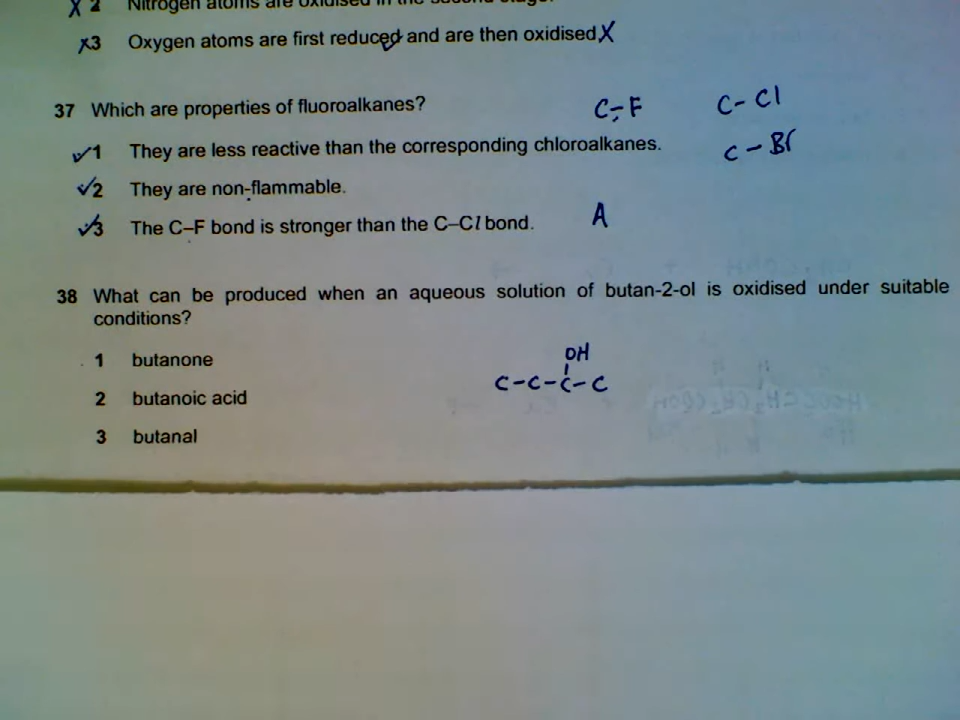 X 2 Nitrogen atoms are oxidised in the second stage.
X3 Oxygen atoms are first reduced and are then oxidised X
37 Which are properties of fluoroalkanes?
C-F
C-Cl
✓1 They are less reactive than the corresponding chloroalkanes.
C-Br
✓2 They are non-flammable.
✓3 The C–F bond is stronger than the C–Cl bond.
A
38 What can be produced when an aqueous solution of butan-2-ol is oxidised under suitable
conditions?
1 butanone
OH
C-C-C-C
2 butanoic acid
3 butanal